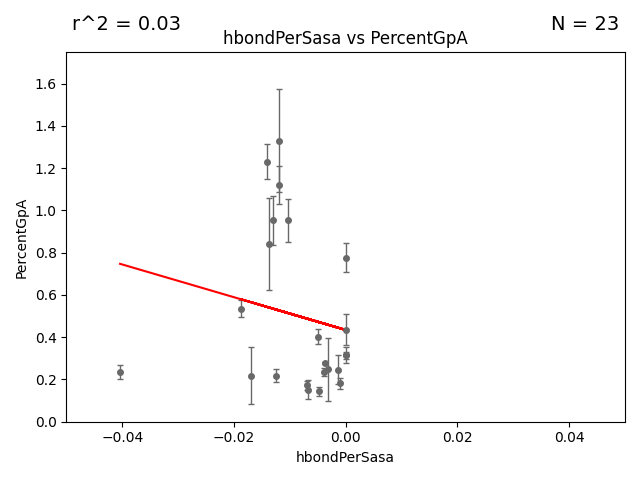 r^2 = 0.03
N = 23
hbondPerSasa vs PercentGpA
PercentGpA
1.6
1.4
1.2
1.0
0.8
0.6
0.4
0.2
0.0
−0.04
−0.02
0.00
0.02
0.04
hbondPerSasa